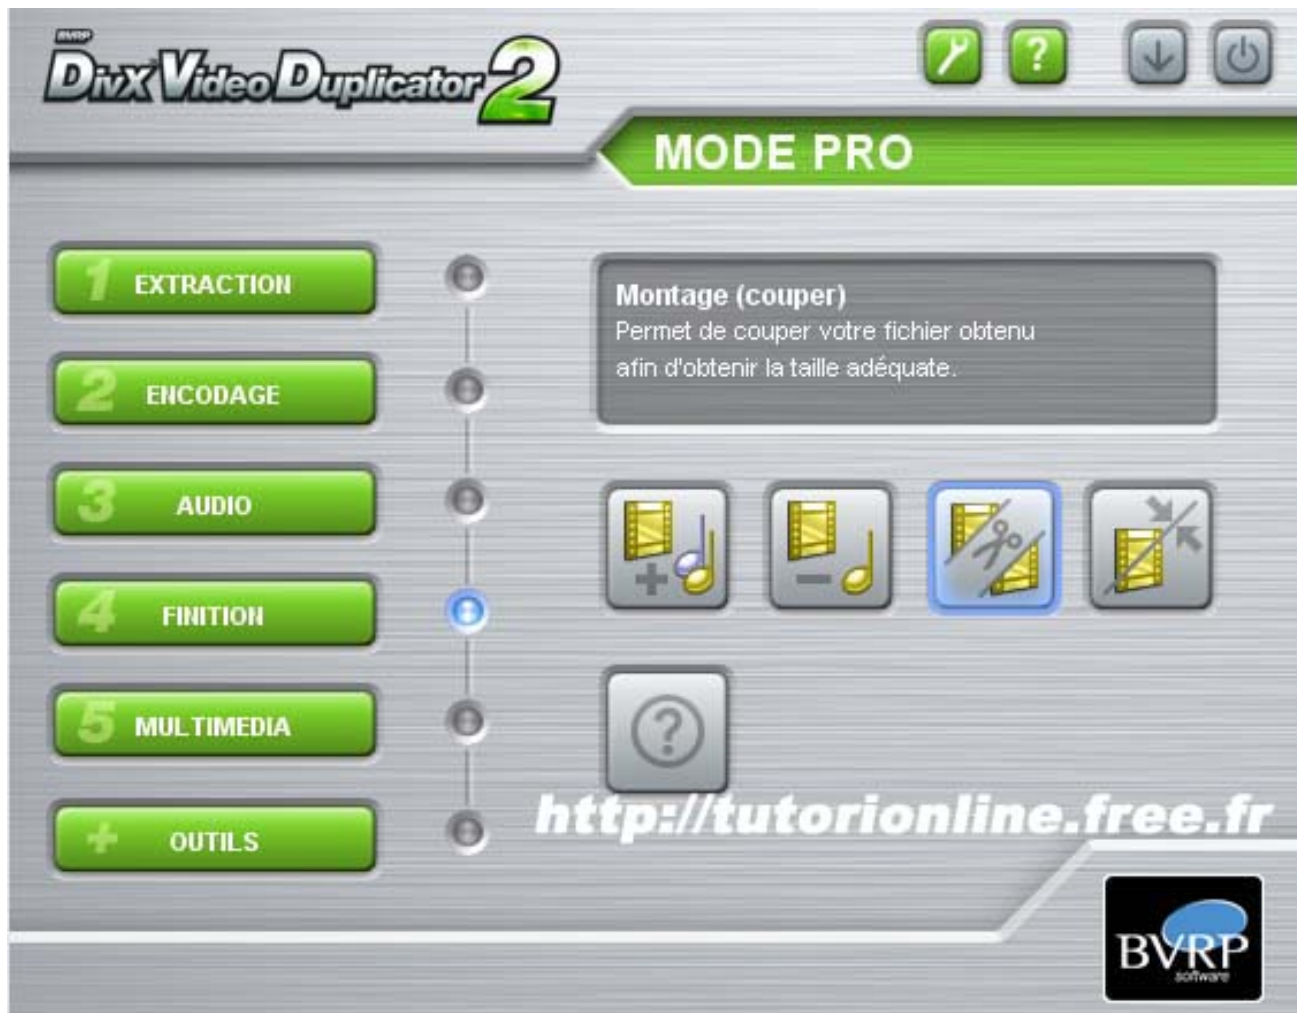 BVRP
DivX Video Duplicator 2
?
MODE PRO
1 EXTRACTION
2 ENCODAGE
3 AUDIO
4 FINITION
5 MULTIMEDIA
+ OUTILS
Montage (couper)
Permet de couper votre fichier obtenu
afin d'obtenir la taille adéquate.
?
http://tutorionline.free.fr
BVRP
software